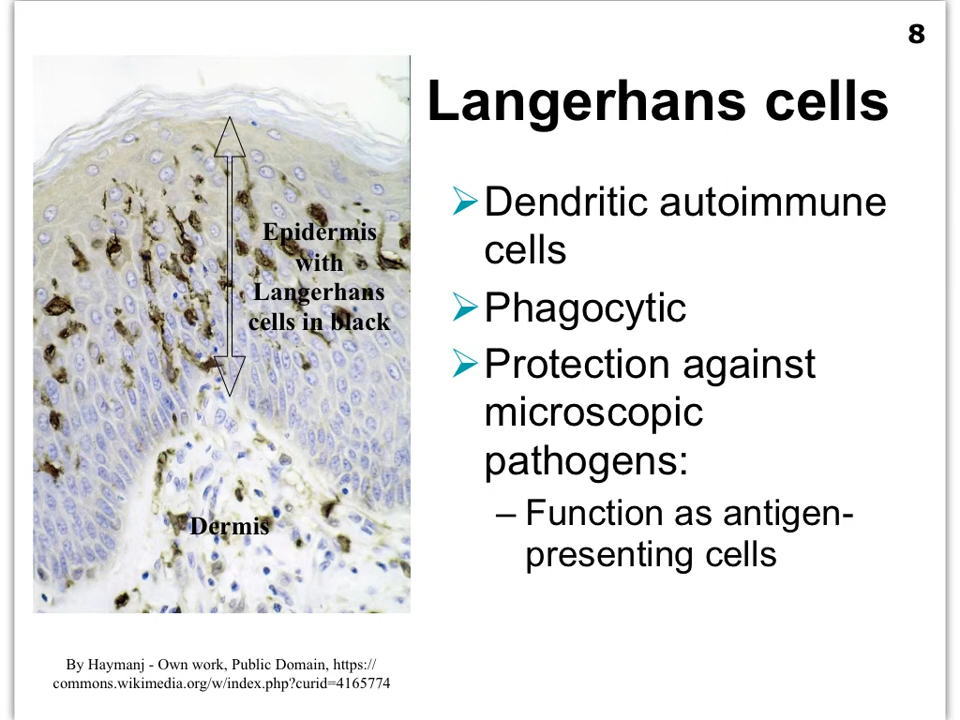 8
Langerhans cells
Dendritic autoimmune
cells
Phagocytic
Protection against
microscopic
pathogens:
– Function as antigen-
presenting cells
Epidermis
with
Langerhans
cells in black
Dermis
By Haymanj - Own work, Public Domain, https://
commons.wikimedia.org/w/index.php?curid=4165774